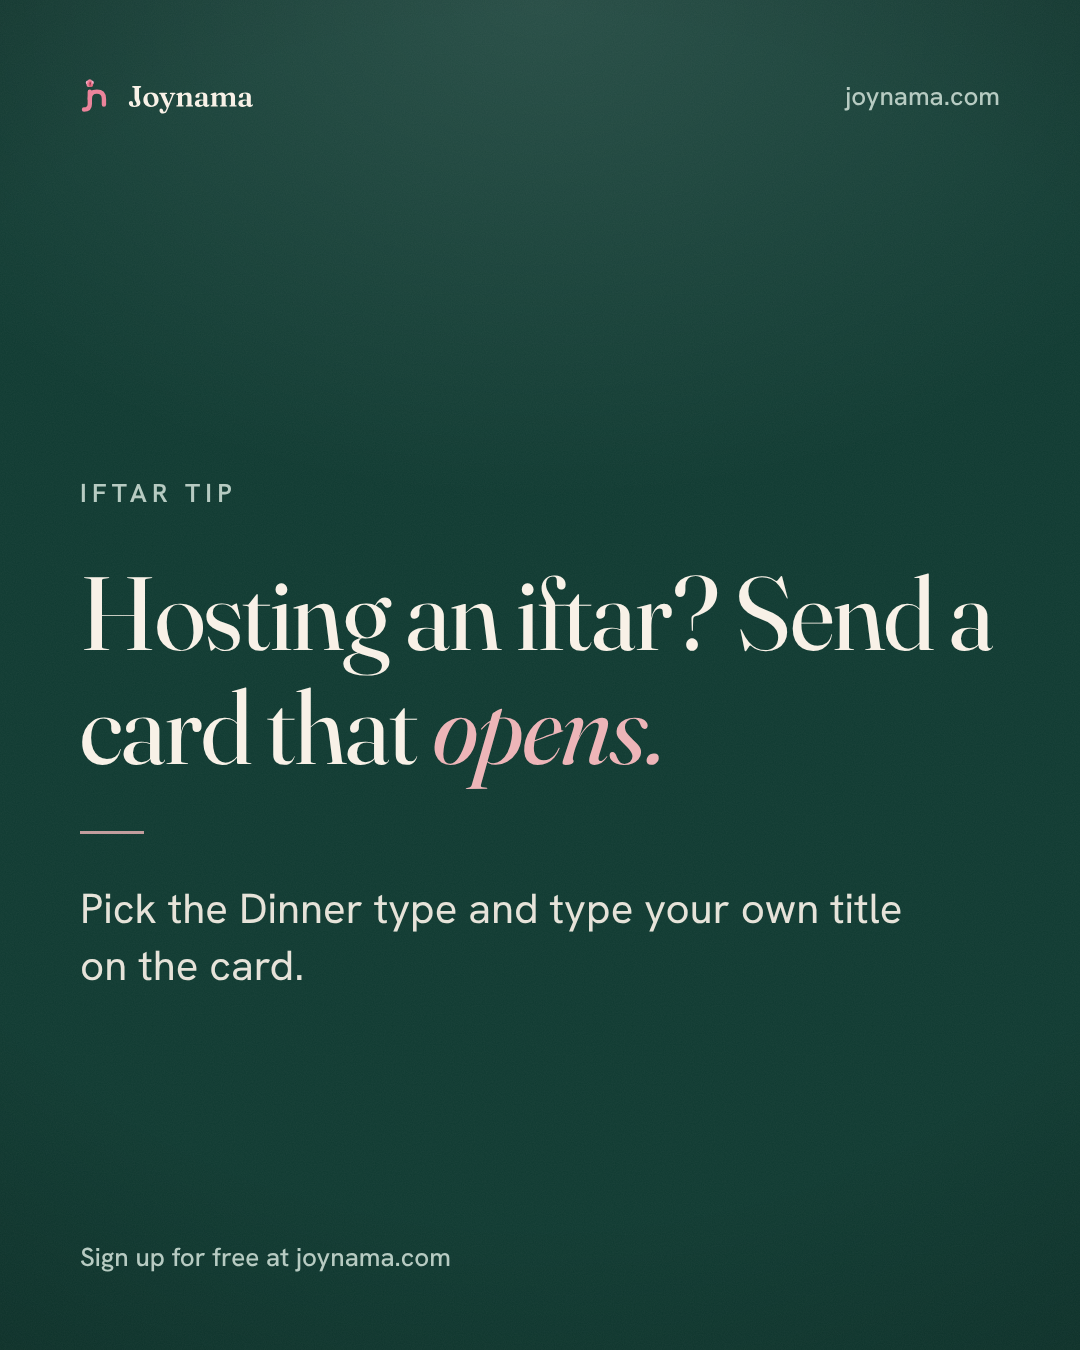 Joynama
joynama.com
IFTAR TIP
Hosting an iftar? Send a
card that opens.
Pick the Dinner type and type your own title
on the card.
Sign up for free at joynama.com